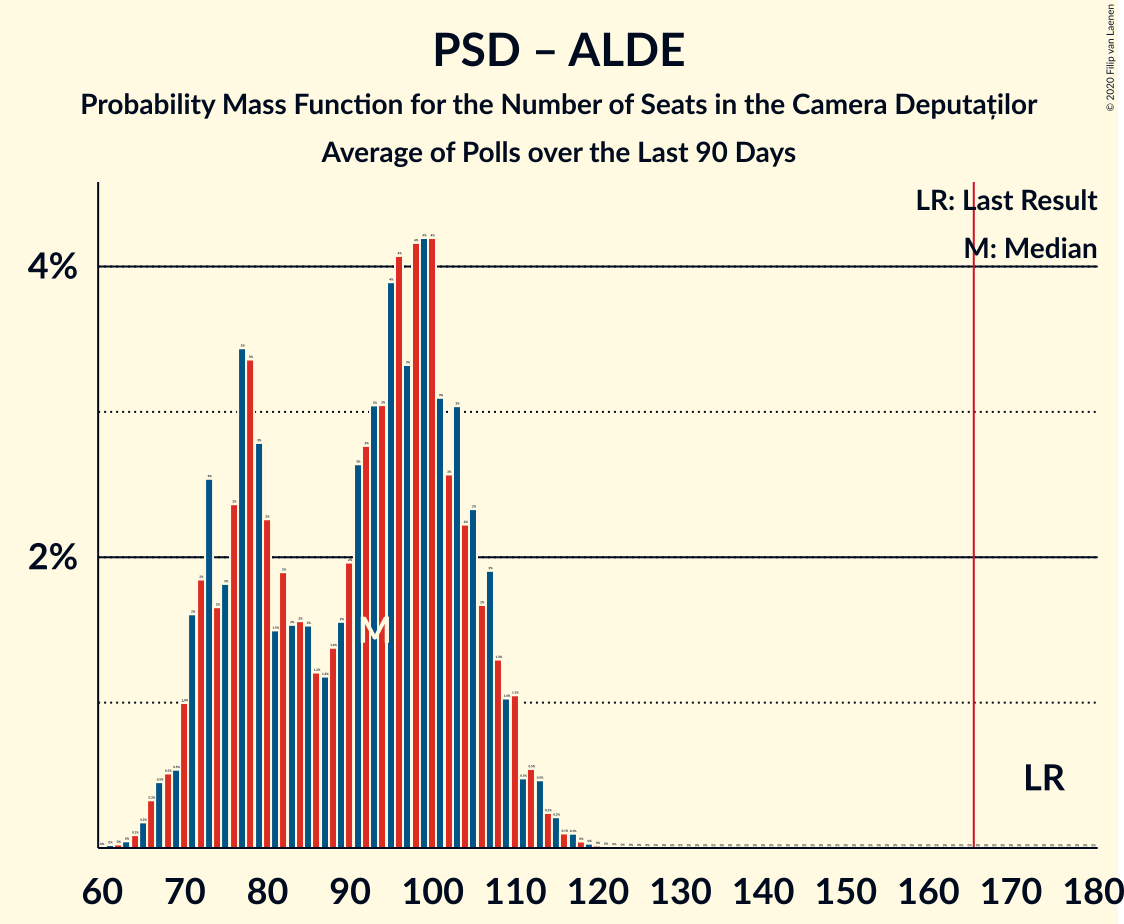 © 2020 Filip van Laenen
PSD – ALDE
Probability Mass Function for the Number of Seats in the Camera Deputaților
Average of Polls over the Last 90 Days
LR: Last Result
M: Median
4%
2%
M
LR
60 70 80 90 100 110 120 130 140 150 160 170 180